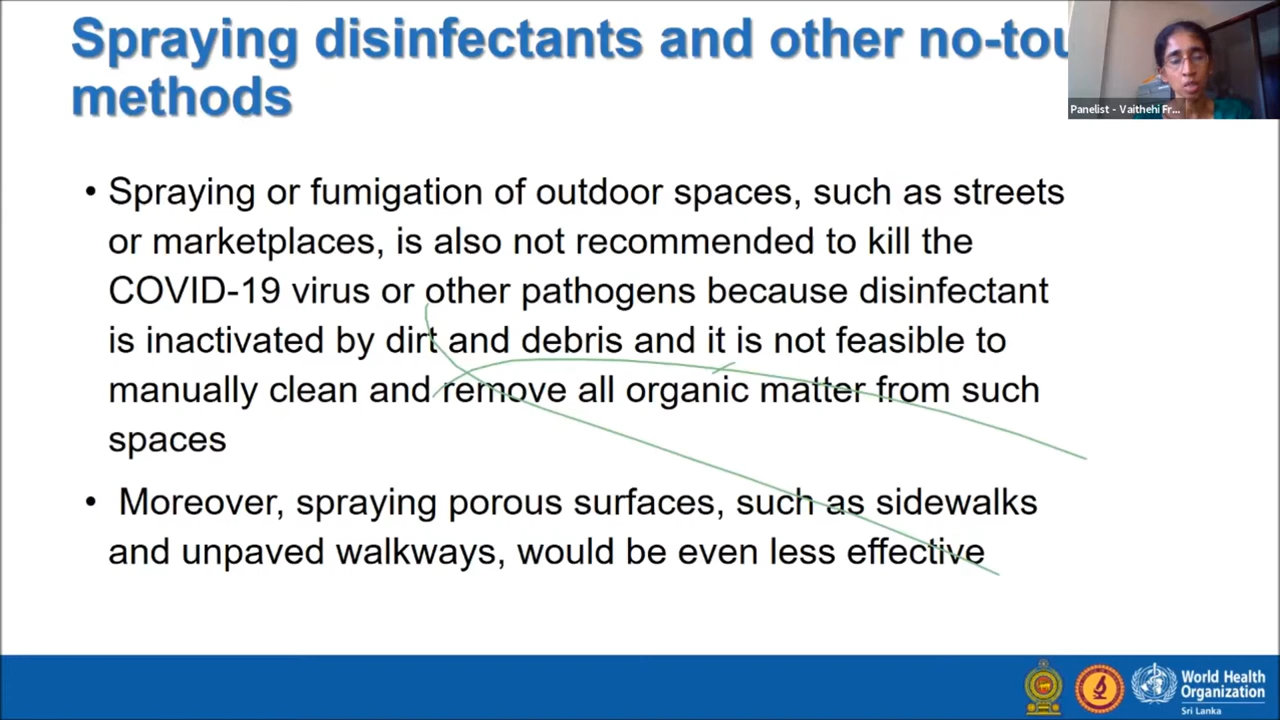 Spraying disinfectants and other no-tou
methods
Panelist - Vaithehi Fr...
• Spraying or fumigation of outdoor spaces, such as streets
or marketplaces, is also not recommended to kill the
COVID-19 virus or other pathogens because disinfectant
is inactivated by dirt and debris and it is not feasible to
manually clean and remove all organic matter from such
spaces
• Moreover, spraying porous surfaces, such as sidewalks
and unpaved walkways, would be even less effective
World Health
Organization
Sri Lanka